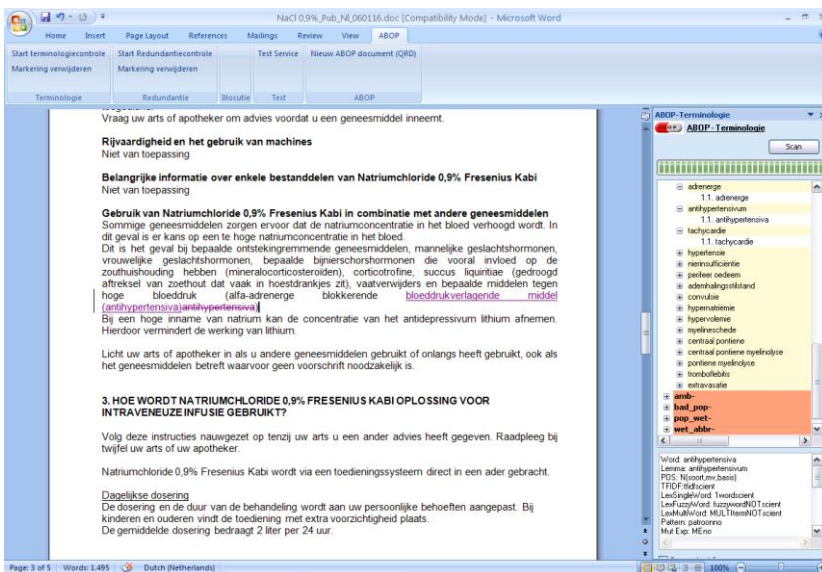 NaCl 0,9%_Pub_Nl_060116.doc [Compatibility Mode] - Microsoft Word
Home Insert Page Layout References Mailings Review View ABOP
Start terminologiecontrole Start Redundantiecontrole Test Service Nieuw ABOP document (QRD)
Markering verwijderen Markering verwijderen
Terminologie Redundantie Blocutie Test ABOP
Vraag uw arts of apotheker om advies voordat u een geneesmiddel inneemt.
Rijvaardigheid en het gebruik van machines
Niet van toepassing
Belangrijke informatie over enkele bestanddelen van Natriumchloride 0,9% Fresenius Kabi
Niet van toepassing
Gebruik van Natriumchloride 0,9% Fresenius Kabi in combinatie met andere geneesmiddelen
Sommige geneesmiddelen zorgen ervoor dat de natriumconcentratie in het bloed verhoogd wordt. In
dit geval is er kans op een te hoge natriumconcentratie in het bloed.
Dit is het geval bij bepaalde ontstekingremmende geneesmiddelen, mannelijke geslachtshormonen,
vrouwelijke geslachtshormonen, bepaalde bijnierschorshormonen die vooral invloed op de
zouthuishouding hebben (mineralocorticosteroiden), corticotrofine, succus liquiritiae (gedroogd
aftreksel van zoethout dat vaak in hoestdrankjes zit), vaatverwijders en bepaalde middelen tegen
hoge bloeddruk (alfa-adrenerge blokkerende bloeddrukverlagende middel
(antihypertensiva)antihypertensiva)
Bij een hoge inname van natrium kan de concentratie van het antidepressivum lithium afnemen.
Hierdoor vermindert de werking van lithium.
Licht uw arts of apotheker in als u andere geneesmiddelen gebruikt of onlangs heeft gebruikt, ook als
het geneesmiddelen betreft waarvoor geen voorschrift noodzakelijk is.
3. HOE WORDT NATRIUMCHLORIDE 0,9% FRESENIUS KABI OPLOSSING VOOR
INTRAVENEUZE INFUSIE GEBRUIKT?
Volg deze instructies nauwgezet op tenzij uw arts u een ander advies heeft gegeven. Raadpleeg bij
twijfel uw arts of uw apotheker.
Natriumchloride 0,9% Fresenius Kabi wordt via een toedieningssysteem direct in een ader gebracht.
Dagelijkse dosering
De dosering en de duur van de behandeling wordt aan uw persoonlijke behoeften aangepast. Bij
kinderen en ouderen vindt de toediening met extra voorzichtigheid plaats.
De gemiddelde dosering bedraagt 2 liter per 24 uur.
ABOP-Terminologie
ABOP - Terminologie
Scan
adrenerge
1.1. adrenerge
antihypertensivum
1.1. antihypertensiva
tachycardie
1.1. tachycardie
hypertensie
nierinsufficiëntie
perifeer oedeem
ademhalingsstilstand
convulsie
hypernatriëmie
hypervolemie
myelineschede
centraal pontiene
centraal pontiene myelinolyse
pontiene myelinolyse
tromboflebitis
extravasatie
amb-
bad_pop-
pop_wet-
wet_abbr-
Word: antihypertensiva
Lemma: antihypertensivum
POS: N(soort,mv,basis)
TFIDF:tfidfscient
LexSingleWord: 1wordscient
LexFuzzyWord: fuzzywordNOTscient
LexMultiWord: MULTItermNOTscient
Pattern: patroonno
Mut Exp: MEno
Page: 3 of 5 Words: 1.495 Dutch (Netherlands) 100%